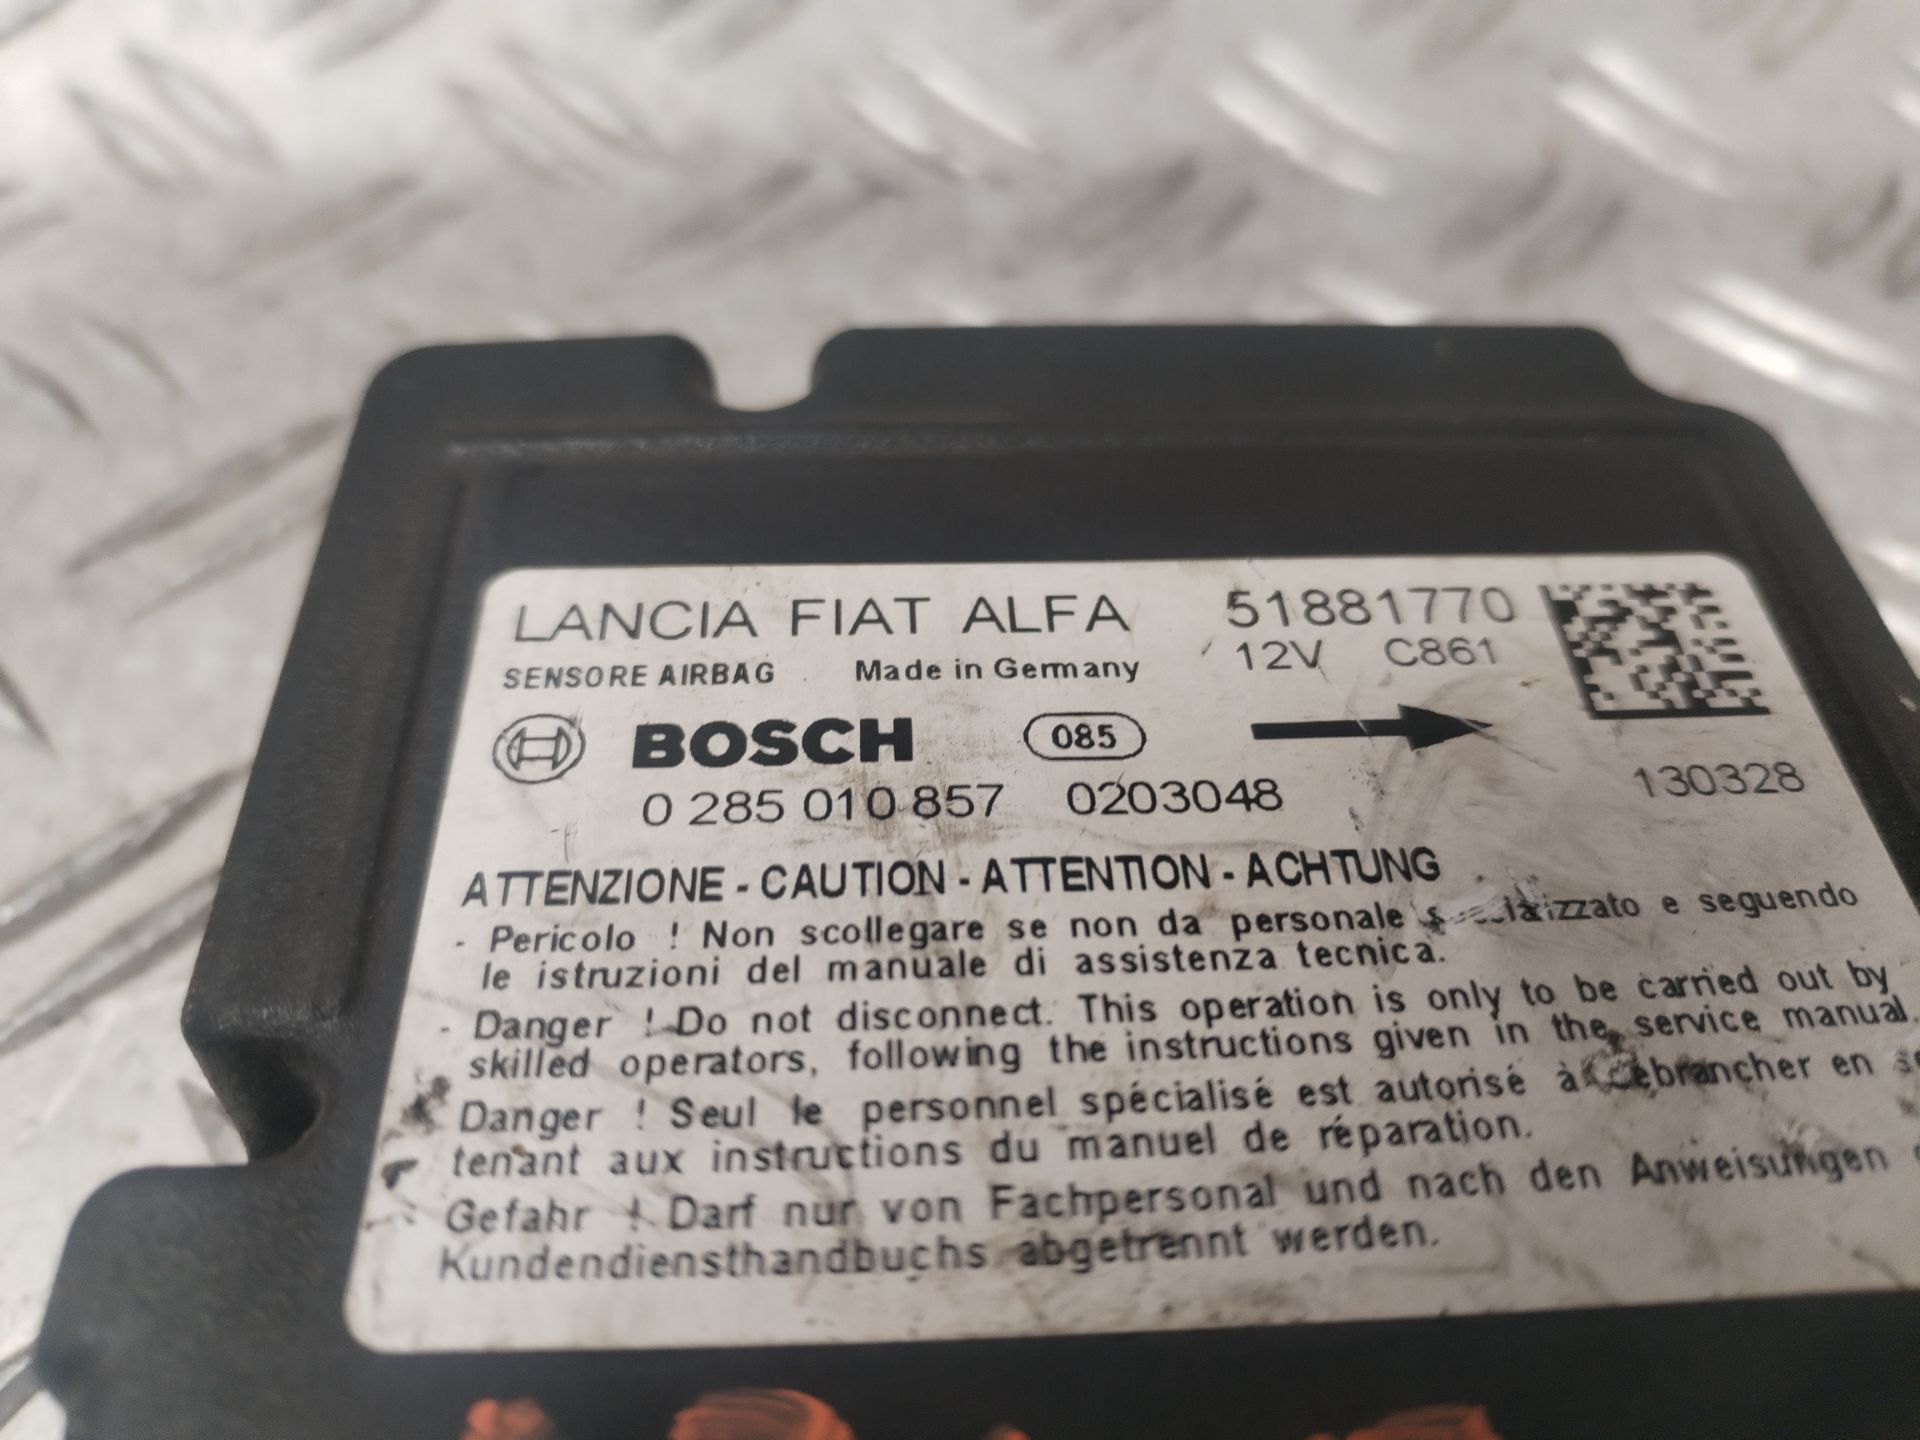 LANCIA FIAT ALFA 51881770
SENSORE AIRBAG Made in Germany 12V C861
BOSCH 085
0 285 010 857 0203048 130328
ATTENZIONE - CAUTION - ATTENTION - ACHTUNG
- Pericolo ! Non scollegare se non da personale e seguendo
le istruzioni del manuale di assistenza tecnica.
- Danger ! Do not disconnect. This operation is only to be carried out by
skilled operators, following the instructions given in the service manual.
Danger ! Seul le personnel spécialisé est autorisé à en
tenant aux instructions du manuel de réparation.
Gefahr ! Darf nur von Fachpersonal und nach den Anweisungen
Kundendiensthandbuchs abgetrennt werden.